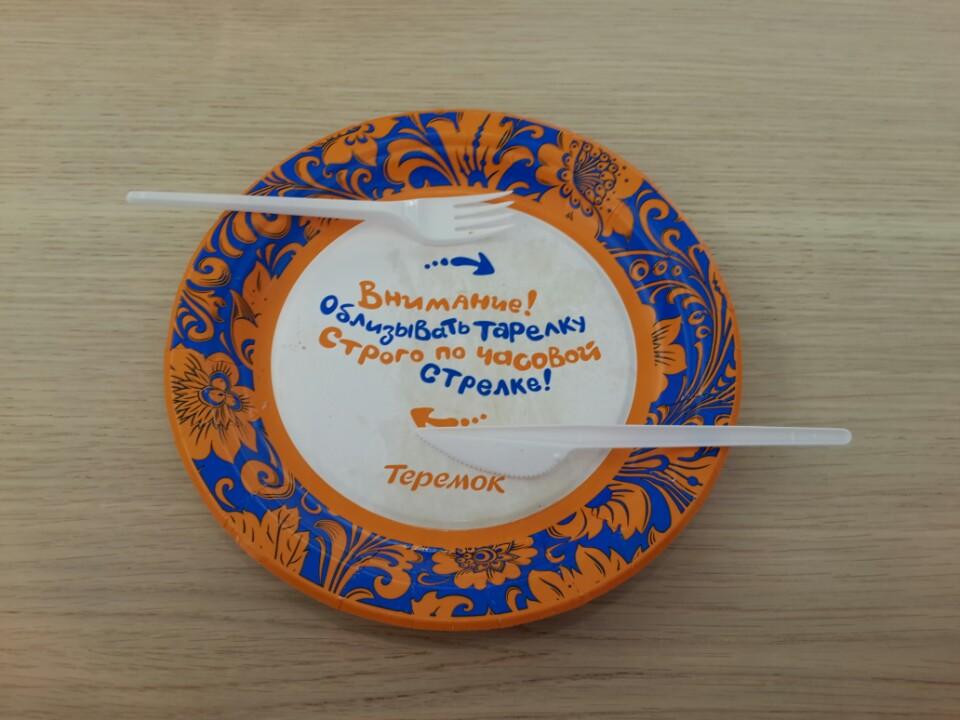 Внимание!
Облизывать тарелку
Строго по часовой
стрелке!
Теремок